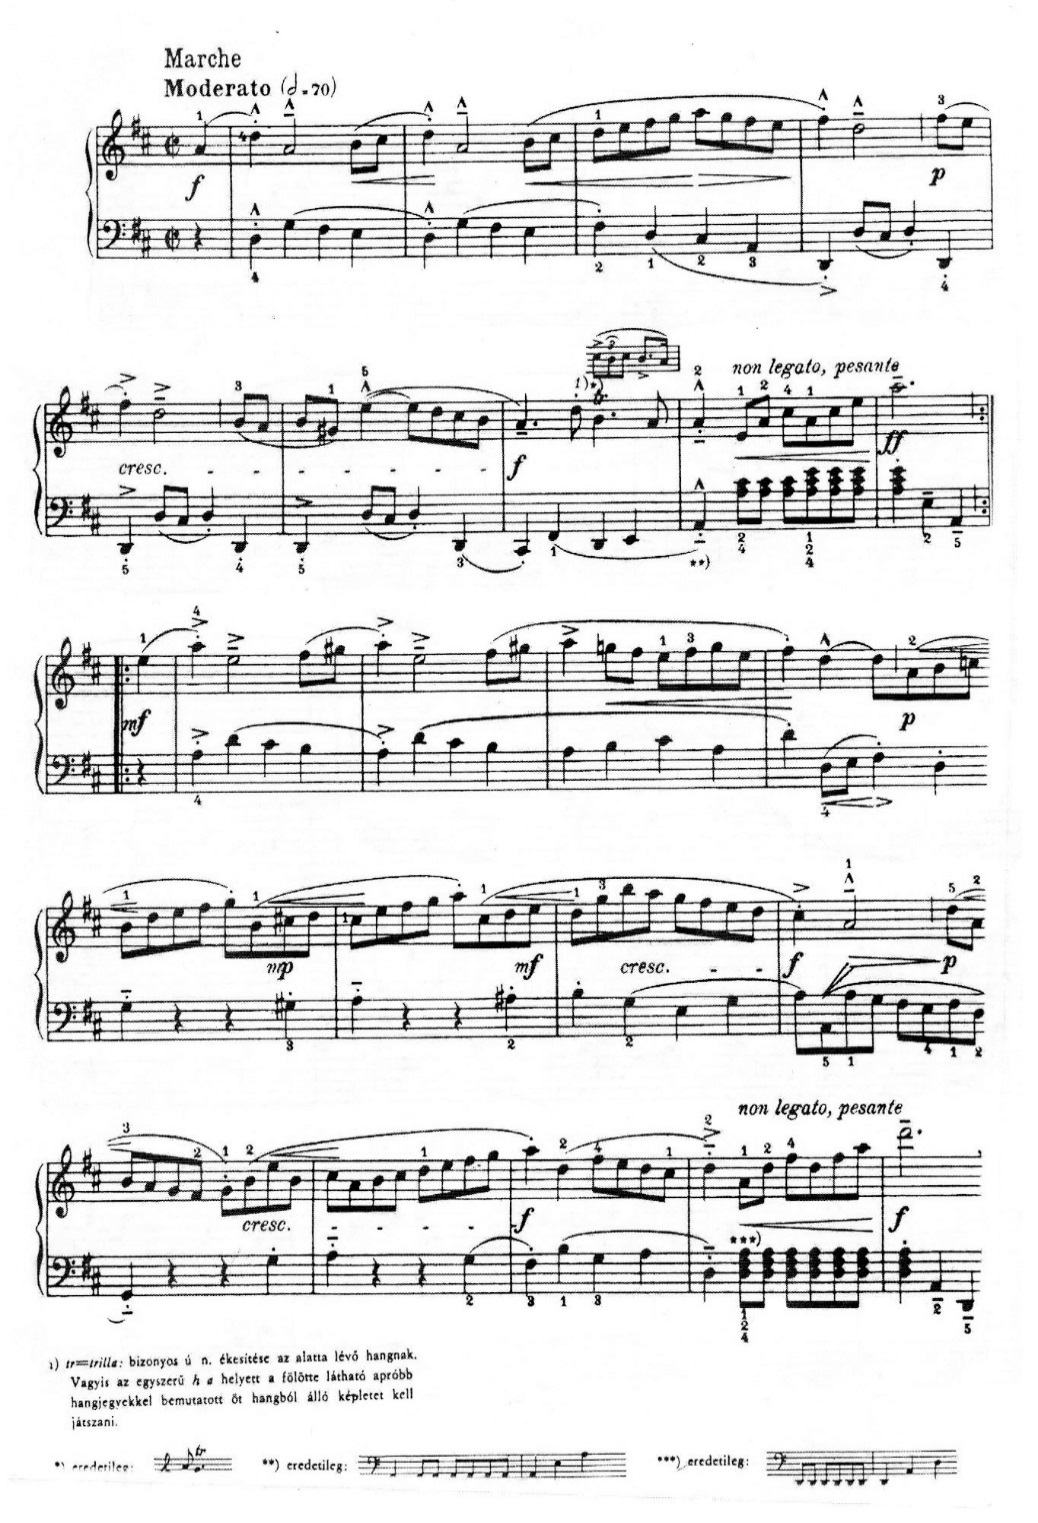 Marche
Moderato (𝅗𝅥 = 70)
f
p
non legato, pesante
cresc.
f
ff
mf
p
mp
mf
cresc.
f
p
non legato, pesante
cresc.
f
f
1) tr=trilla: bizonyos ú n. ékesítése az alatta lévő hangnak.
Vagyis az egyszerű h a helyett a fölötte látható apróbb
hangjegyekkel bemutatott öt hangból álló képletet kell
játszani.
*) eredetileg: tr **) eredetileg: ***) eredetileg: